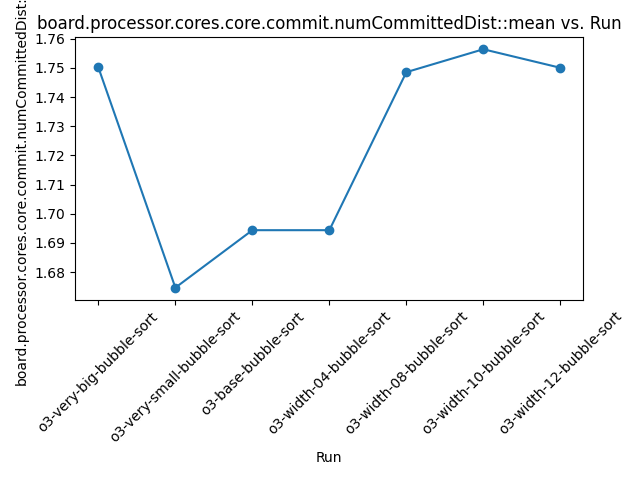 board.processor.cores.core.commit.numCommittedDist::mean vs. Run
board.processor.cores.core.commit.numCommittedDist:
1.76
1.75
1.74
1.73
1.72
1.71
1.70
1.69
1.68
o3-very-big-bubble-sort
o3-very-small-bubble-sort
o3-base-bubble-sort
o3-width-04-bubble-sort
o3-width-08-bubble-sort
o3-width-10-bubble-sort
o3-width-12-bubble-sort
Run